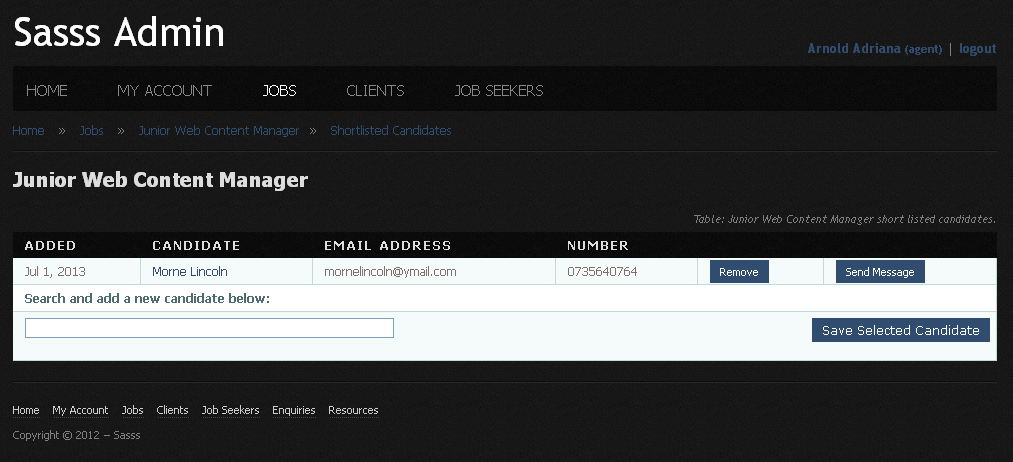 Sasss Admin
Arnold Adriana (agent) | logout
HOME MY ACCOUNT JOBS CLIENTS JOB SEEKERS
Home » Jobs » Junior Web Content Manager » Shortlisted Candidates
Junior Web Content Manager
Table: Junior Web Content Manager short listed candidates.
ADDED CANDIDATE EMAIL ADDRESS NUMBER
Jul 1, 2013 Morne Lincoln mornelincoln@ymail.com 0735640764 Remove Send Message
Search and add a new candidate below:
Save Selected Candidate
Home My Account Jobs Clients Job Seekers Enquiries Resources
Copyright © 2012 – Sasss